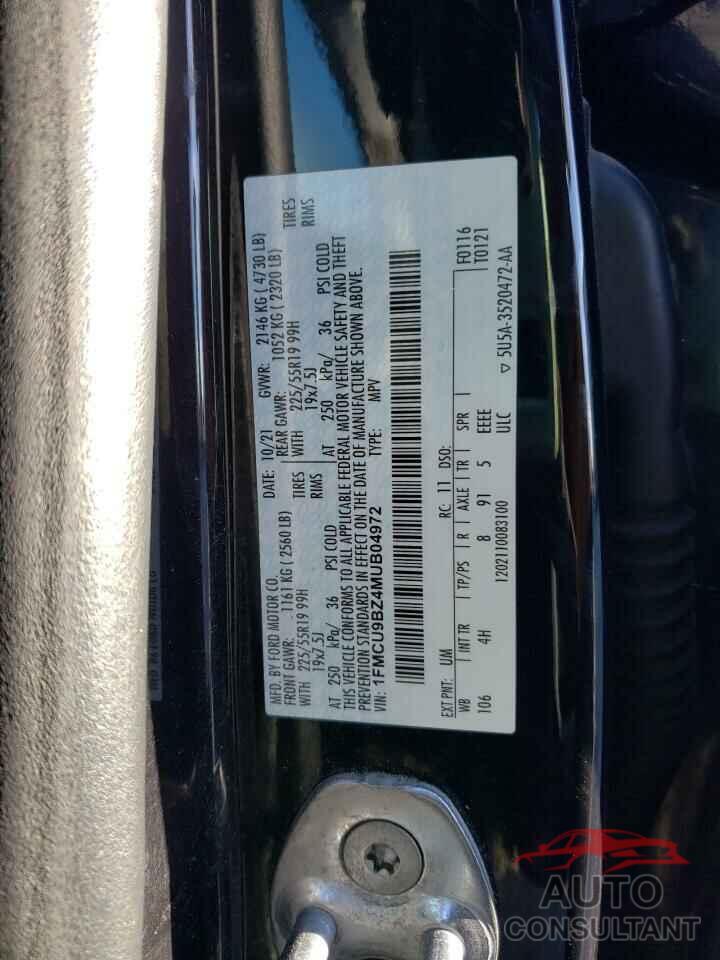 MFD. BY FORD MOTOR CO.
DATE: 10/21 GVWR: 2146 KG ( 4730 LB)
FRONT GAWR: 1161 KG ( 2560 LB) REAR GAWR: 1052 KG ( 2320 LB)
WITH 225/55R19 99H TIRES WITH 225/55R19 99H TIRES
19x7.5J RIMS 19x7.5J RIMS
AT 250 kPa/ 36 PSI COLD AT 250 kPa/ 36 PSI COLD
THIS VEHICLE CONFORMS TO ALL APPLICABLE FEDERAL MOTOR VEHICLE SAFETY AND THEFT
PREVENTION STANDARDS IN EFFECT ON THE DATE OF MANUFACTURE SHOWN ABOVE.
VIN: 1FMCU9BZ4MUB04972 TYPE: MPV
EXT PNT: UM RC: 11 DSO: F0116
T0121
WB INT TR TP/PS R AXLE TR SPR
106 4H 8 91 5 EEEE
ULC
1202110083100
▽ 5U5A-3520472-AA
AUTO
CONSULTANT